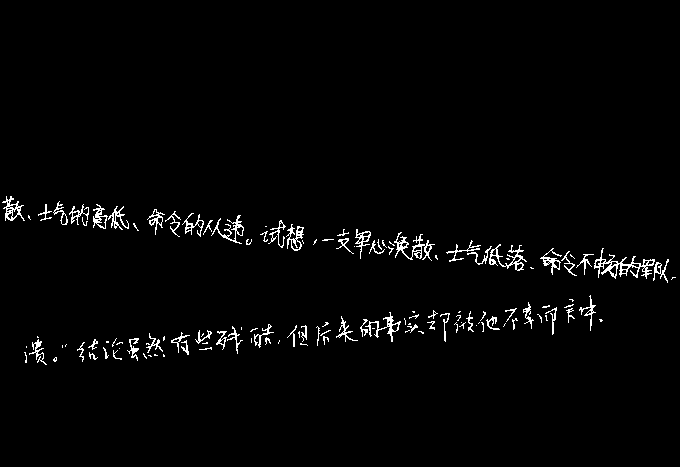 散、士气的高低、命令的从违。试想,一支军心涣散、士气低落、命令不畅的军队,
溃。"结论虽然有些残酷,但后来的事实却被他不幸而言中.